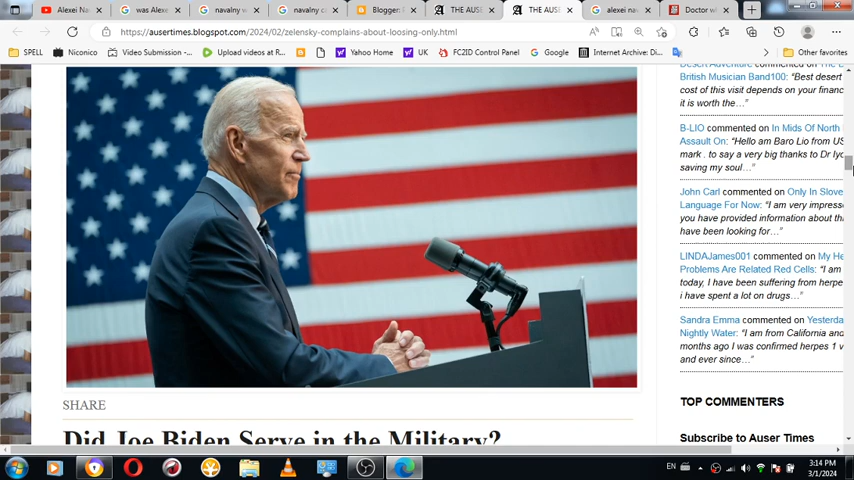 Alexei Na
was Alexe
navalny w
navalny ca
Blogger: P
THE AUSE
THE AUSE
alexei nav
Doctor wh
https://ausertimes.blogspot.com/2024/02/zelensky-complains-about-loosing-only.html
SPELL
Niconico
Video Submission -...
Upload videos at R...
Yahoo Home
UK
FC2ID Control Panel
Google
Internet Archive: Di...
Other favorites
commented on
British Musician Band100: "Best desert
cost of this visit depends on your financ
it is worth the…"
B-LIO commented on In Mids Of North
Assault On: "Hello am Baro Lio from US
mark . to say a very big thanks to Dr Iyo
saving my soul…"
John Carl commented on Only In Slove
Language For Now: "I am very impress
you have provided information about tha
have been looking for…"
LINDAJames001 commented on My He
Problems Are Related Red Cells: "I am
today, I have been suffering from herpe
i have spent a lot on drugs…"
Sandra Emma commented on Yesterda
Nightly Water: "I am from California and
months ago I was confirmed herpes 1 v
and ever since…"
TOP COMMENTERS
Subscribe to Auser Times
SHARE
Did Joe Biden Serve in the Military?
EN
3:14 PM
3/1/2024